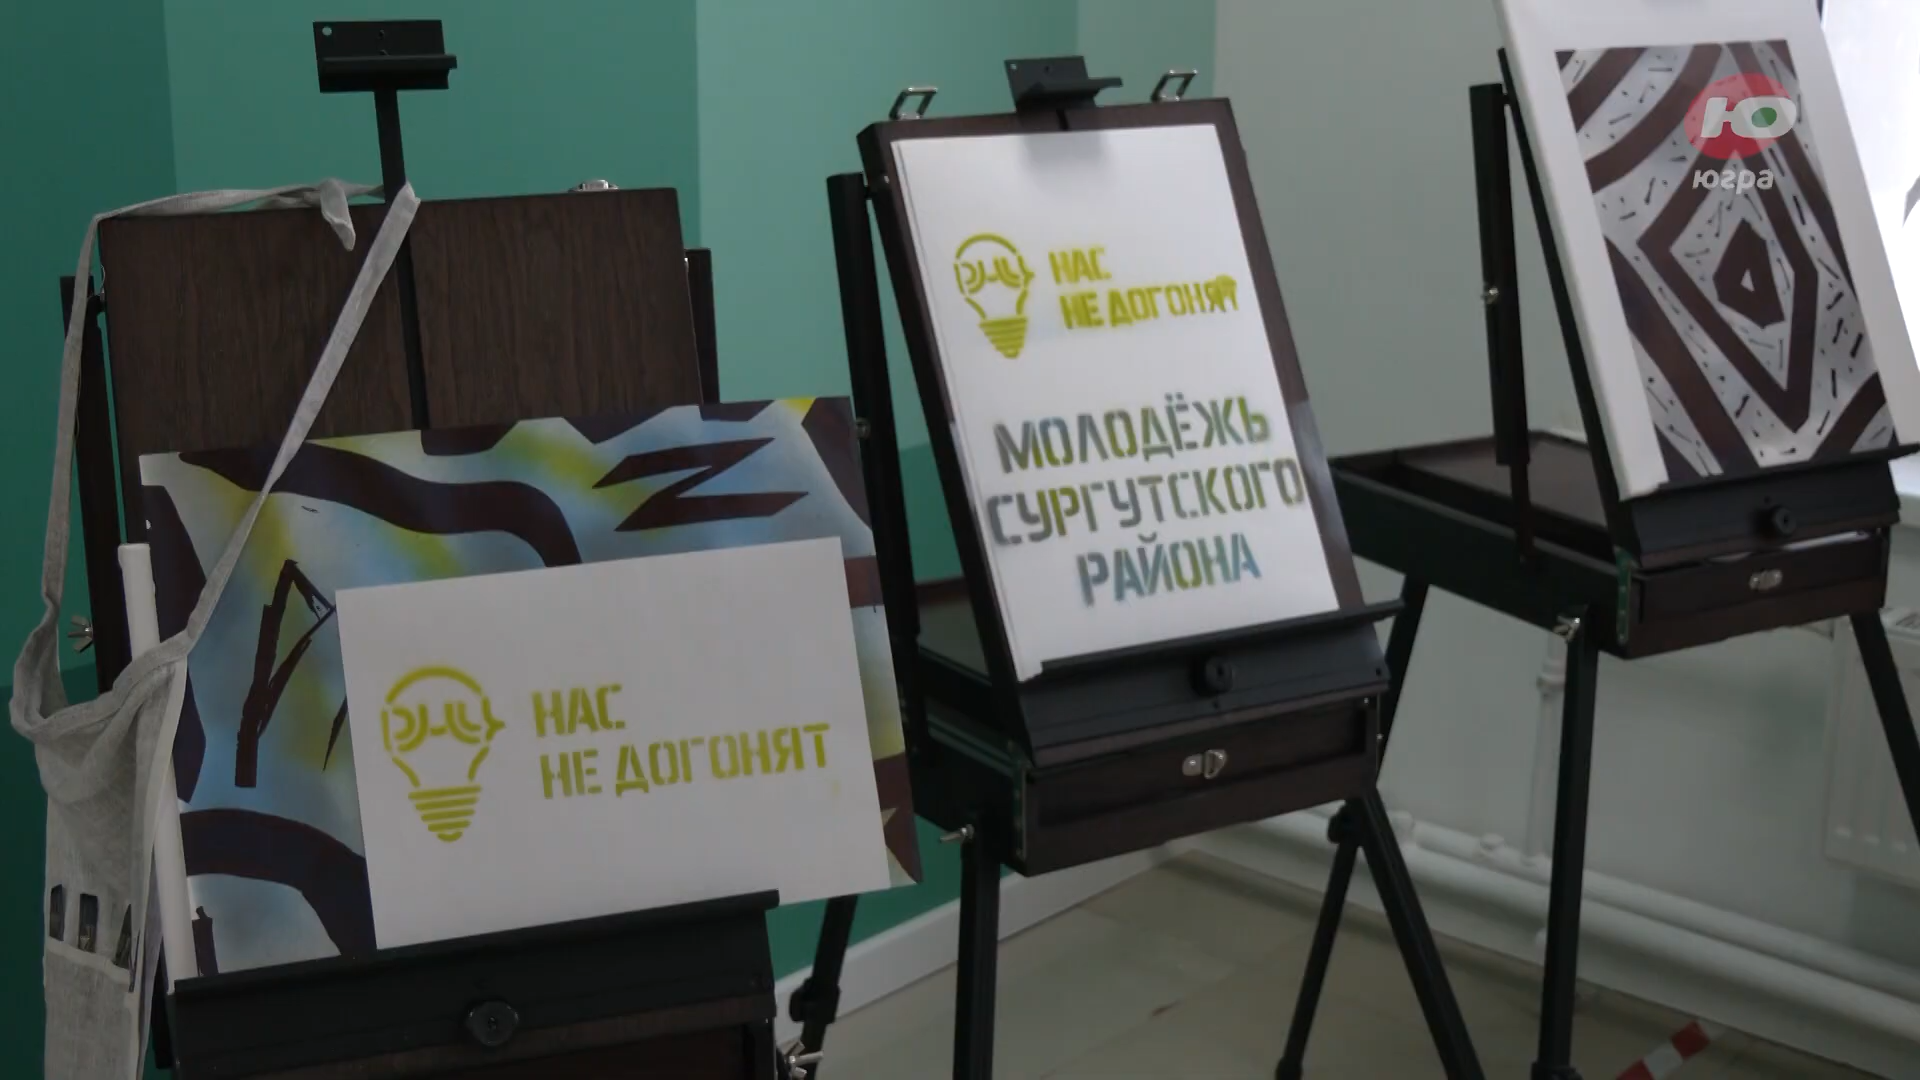 НАС
НЕ ДОГОНЯТ
НАС
НЕ ДОГОНЯТ
МОЛОДЁЖЬ
СУРГУТСКОГО
РАЙОНА
Ю
югра